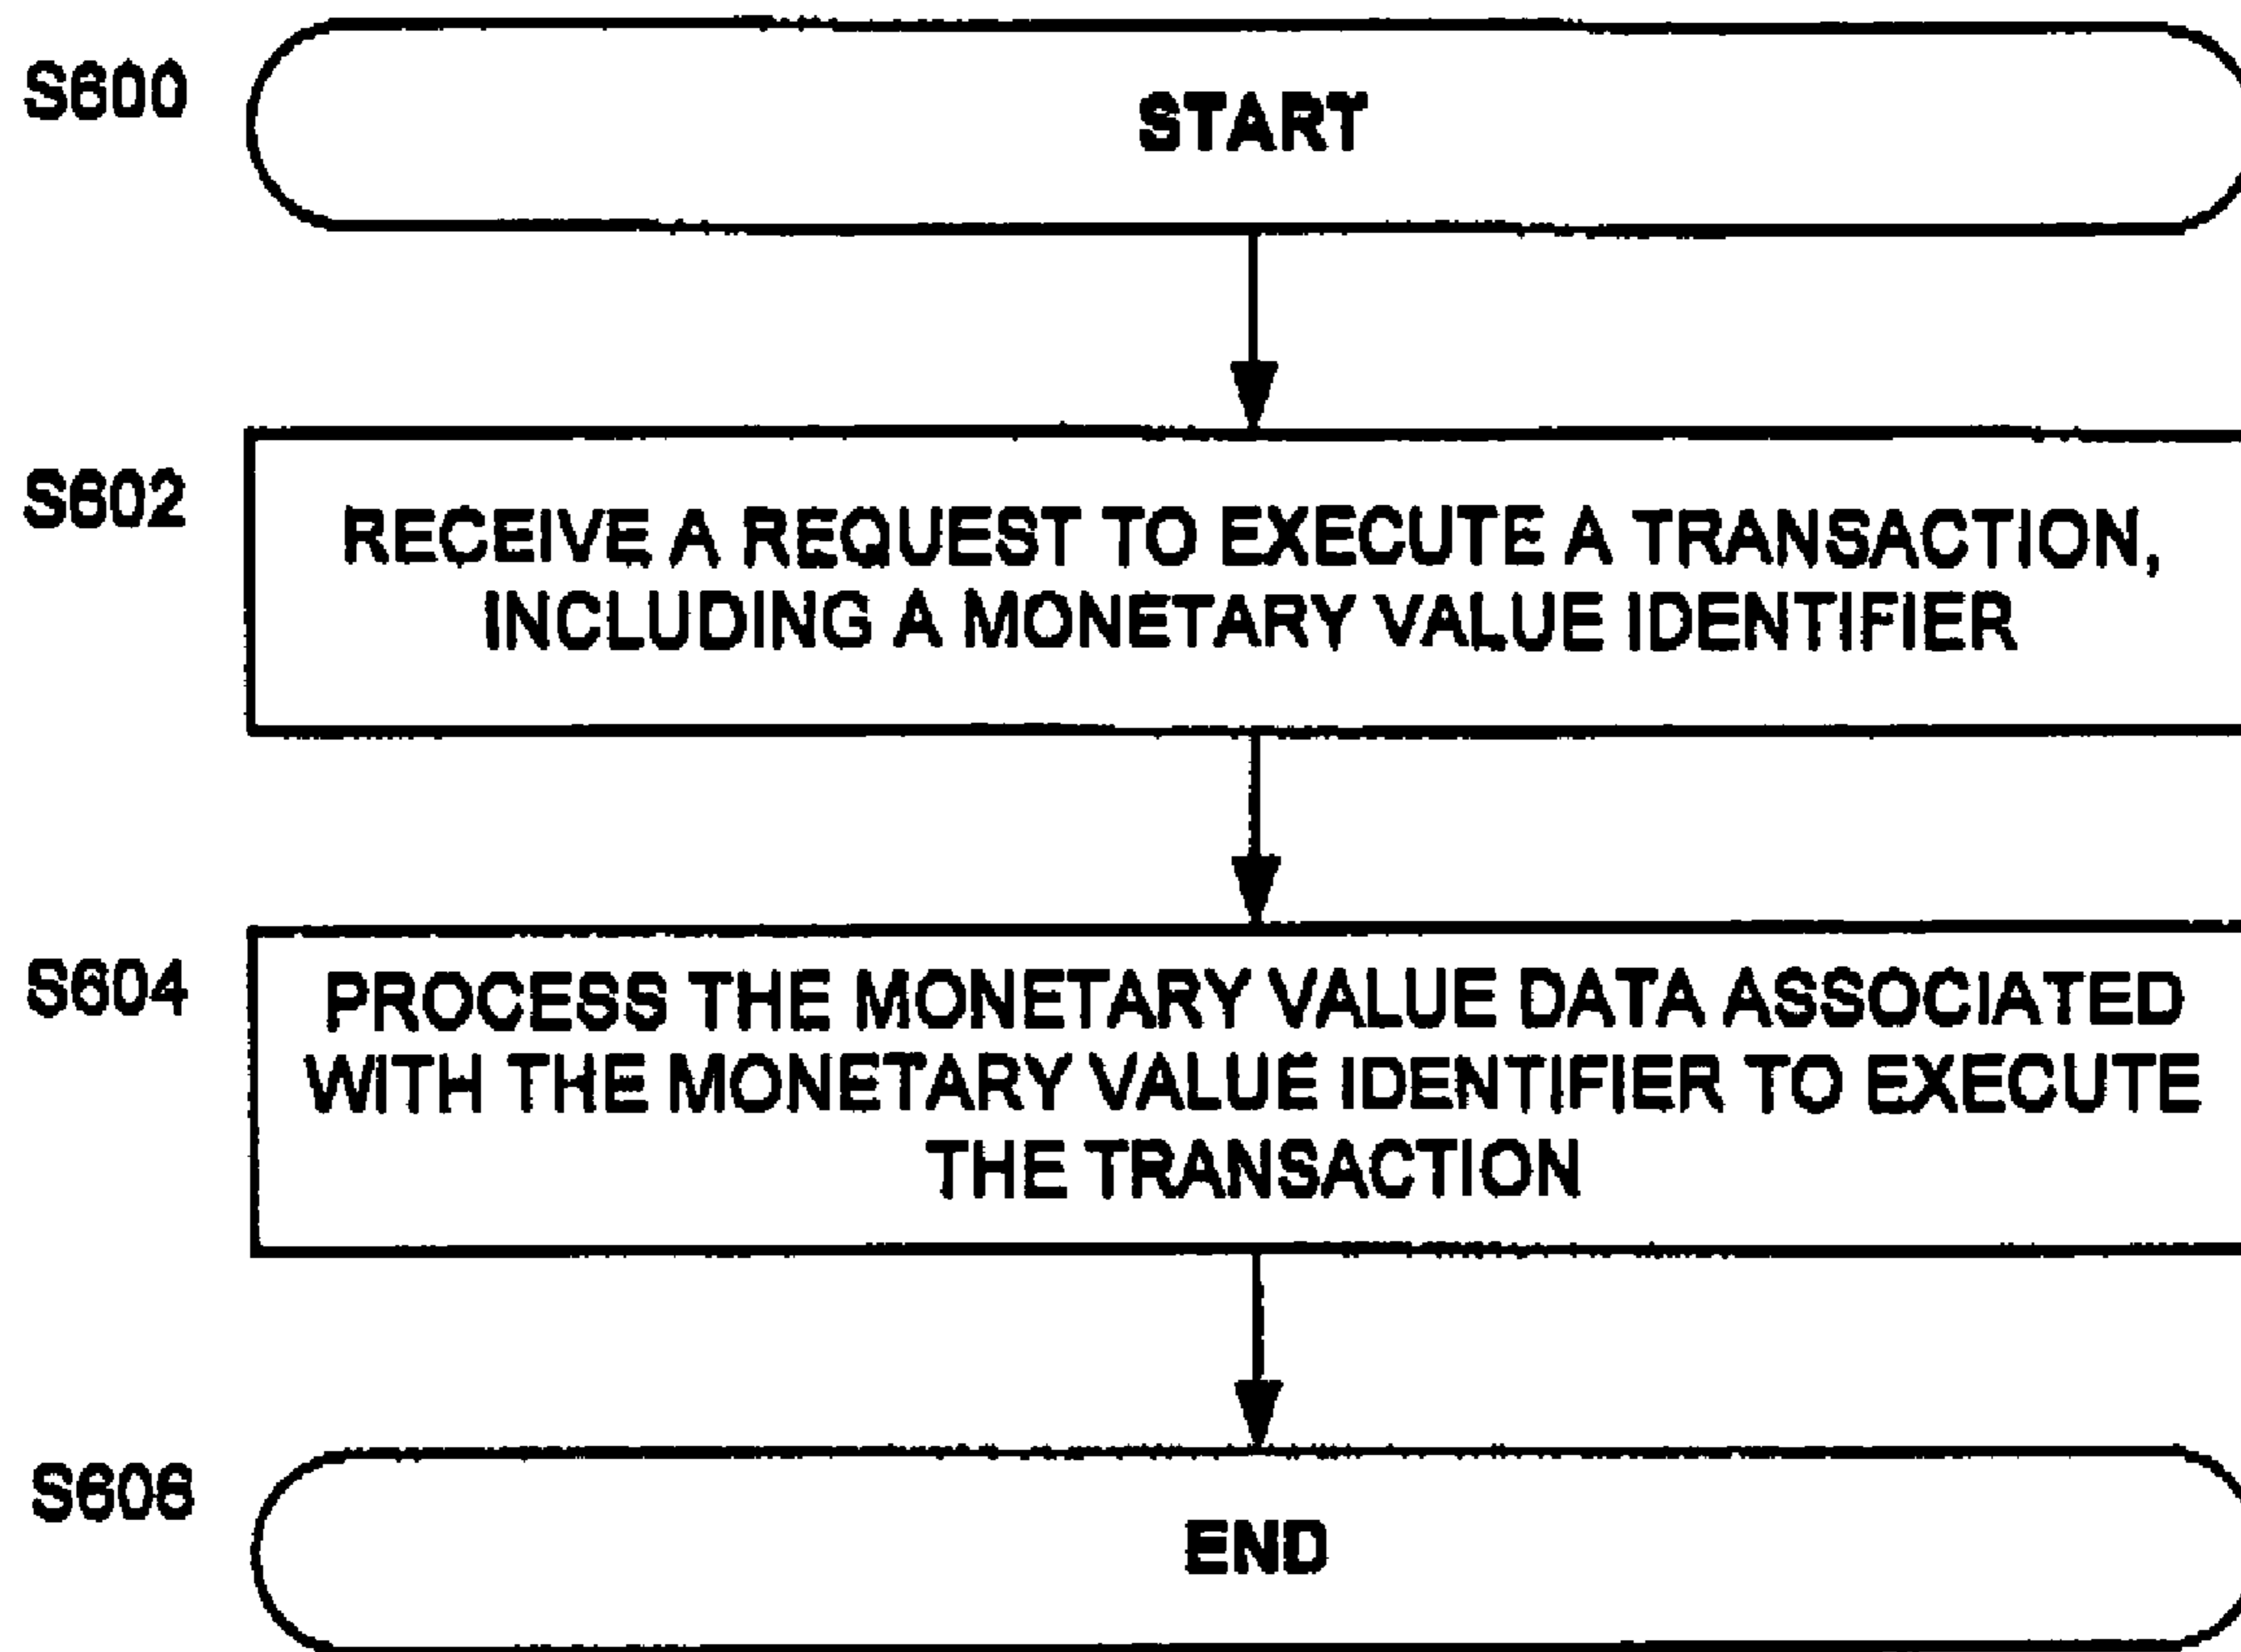 S600
START
S602
RECEIVE A REQUEST TO EXECUTE A TRANSACTION,
INCLUDING A MONETARY VALUE IDENTIFIER
S604
PROCESS THE MONETARY VALUE DATA ASSOCIATED
WITH THE MONETARY VALUE IDENTIFIER TO EXECUTE
THE TRANSACTION
S606
END